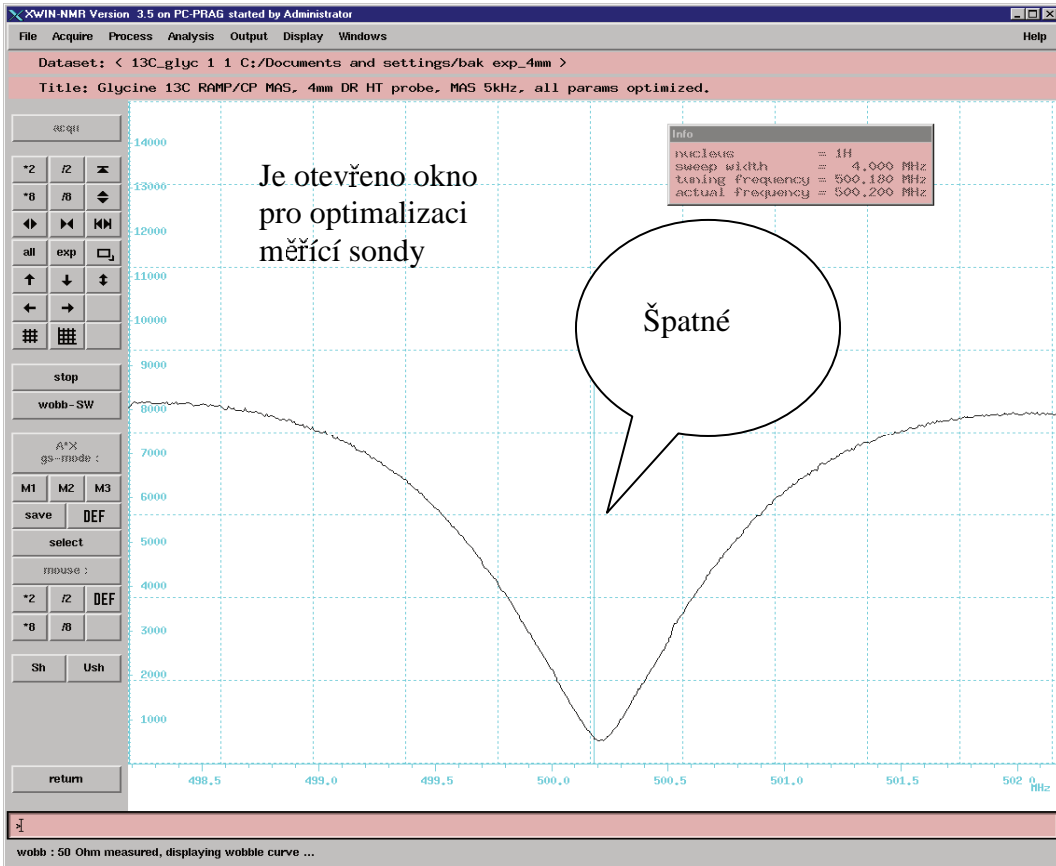 XWIN-NMR Version 3.5 on PC-PRAG started by Administrator
File Acquire Process Analysis Output Display Windows Help
Dataset: < 13C_glyc 1 1 C:/Documents and settings/bak exp_4mm >
Title: Glycine 13C RAMP/CP MAS, 4mm DR HT probe, MAS 5kHz, all params optimized.
acqu
*2 /2
*8 /8
all exp
stop
wobb-SW
A*X
gs-mode :
M1 M2 M3
save DEF
select
mouse :
*2 /2 DEF
*8 /8
Sh Ush
return
14000
13000
12000
11000
10000
9000
8000
7000
6000
5000
4000
3000
2000
1000
Je otevřeno okno
pro optimalizaci
měřící sondy
Info
nucleus = 1H
sweep width = 4.000 MHz
tuning frequency = 500.180 MHz
actual frequency = 500.200 MHz
Špatné
498.5 499.0 499.5 500.0 500.5 501.0 501.5 502.0
MHz
wobb : 50 Ohm measured, displaying wobble curve ...